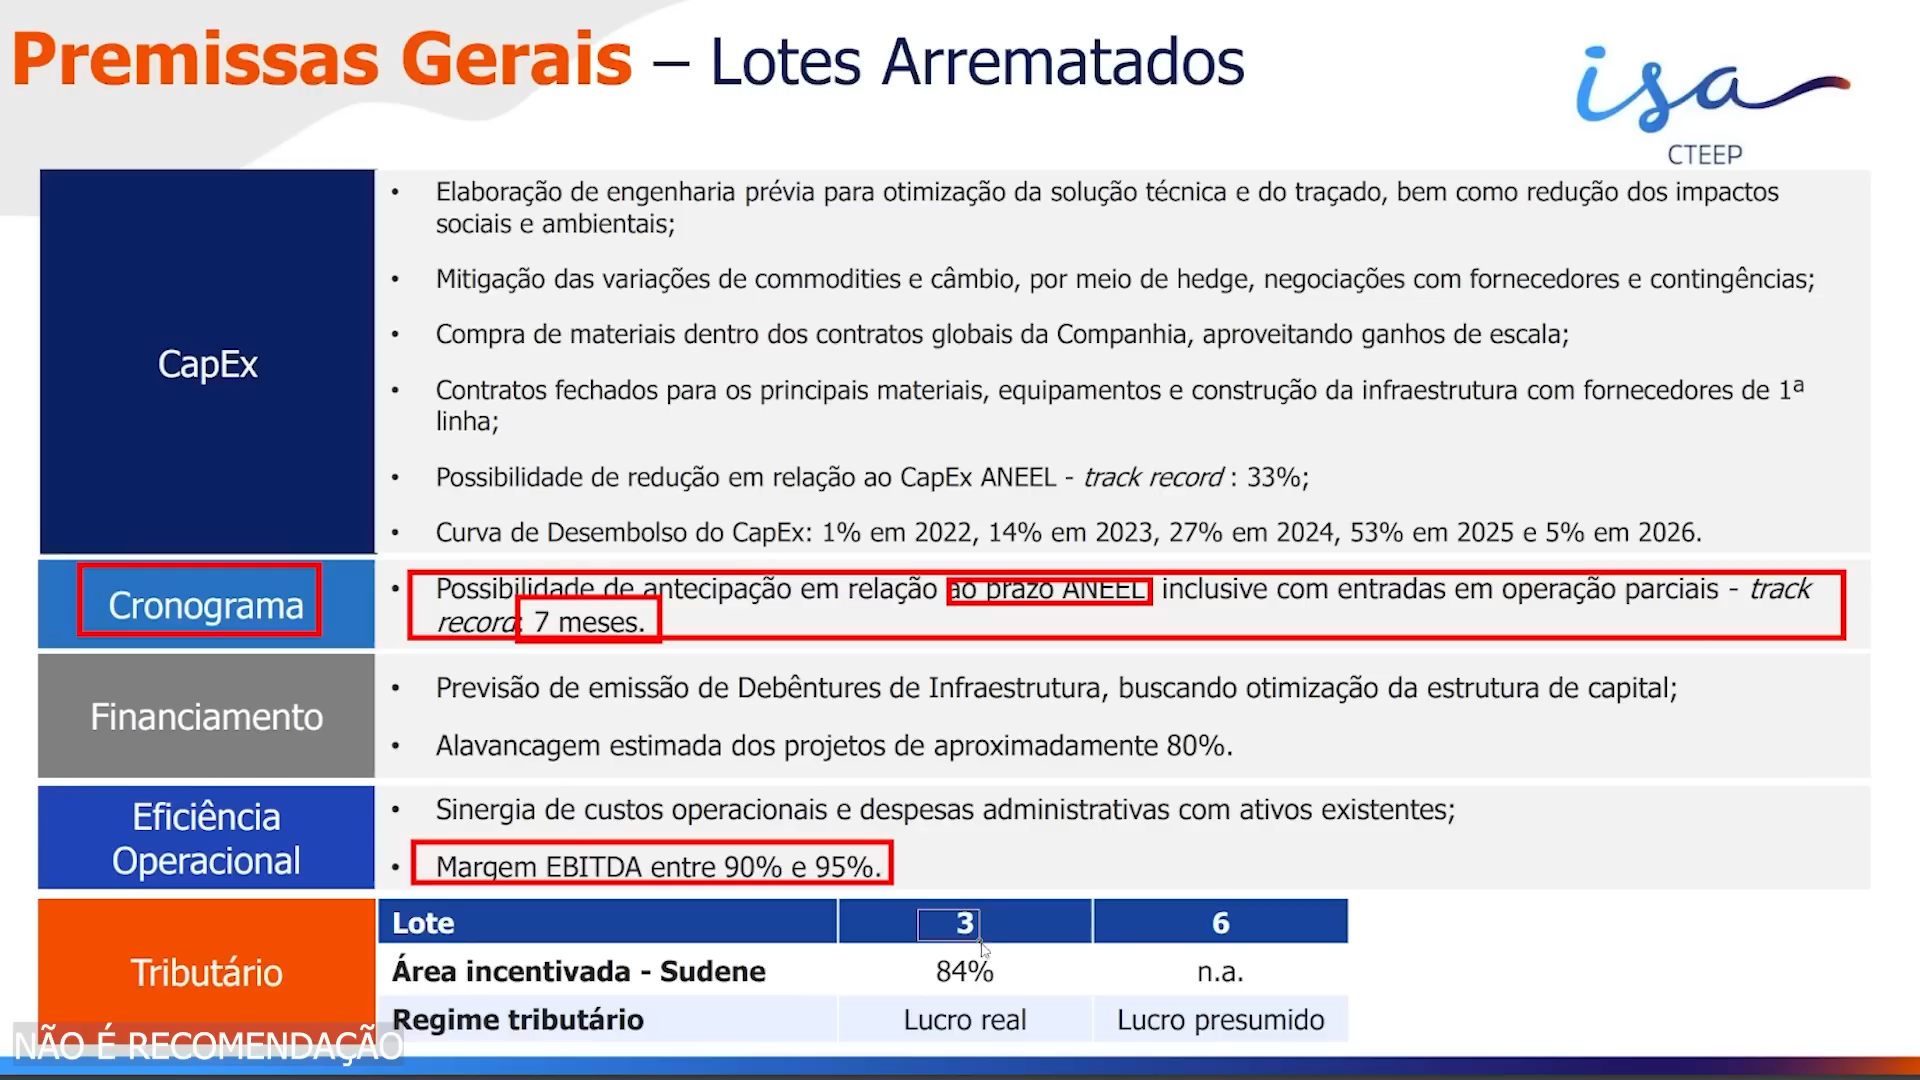 Premissas Gerais – Lotes Arrematados
isa
CTEEP
CapEx
• Elaboração de engenharia prévia para otimização da solução técnica e do traçado, bem como redução dos impactos
sociais e ambientais;
• Mitigação das variações de commodities e câmbio, por meio de hedge, negociações com fornecedores e contingências;
• Compra de materiais dentro dos contratos globais da Companhia, aproveitando ganhos de escala;
• Contratos fechados para os principais materiais, equipamentos e construção da infraestrutura com fornecedores de 1ª
linha;
• Possibilidade de redução em relação ao CapEx ANEEL - track record : 33%;
• Curva de Desembolso do CapEx: 1% em 2022, 14% em 2023, 27% em 2024, 53% em 2025 e 5% em 2026.
Cronograma
• Possibilidade de antecipação em relação ao prazo ANEEL, inclusive com entradas em operação parciais - track
record: 7 meses.
Financiamento
• Previsão de emissão de Debêntures de Infraestrutura, buscando otimização da estrutura de capital;
• Alavancagem estimada dos projetos de aproximadamente 80%.
Eficiência
Operacional
• Sinergia de custos operacionais e despesas administrativas com ativos existentes;
• Margem EBITDA entre 90% e 95%.
Tributário
Lote 3 6
Área incentivada - Sudene 84% n.a.
Regime tributário Lucro real Lucro presumido
NÃO É RECOMENDAÇÃO